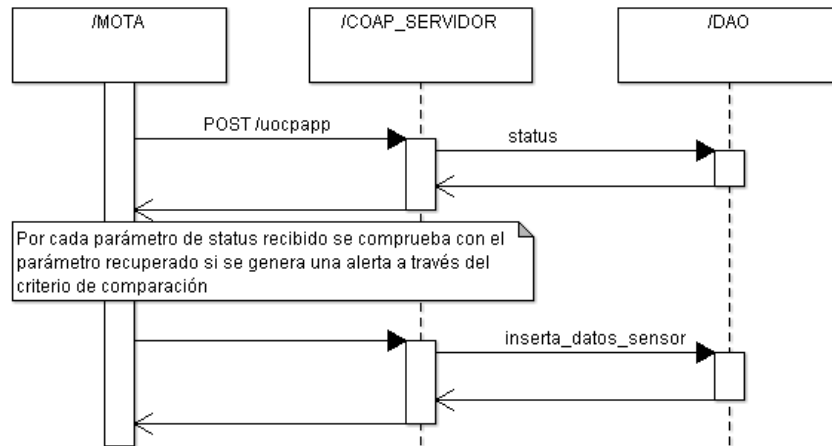 /MOTA
/COAP_SERVIDOR
/DAO
POST /uocpapp
status
Por cada parámetro de status recibido se comprueba con el
parámetro recuperado si se genera una alerta a través del
criterio de comparación
inserta_datos_sensor